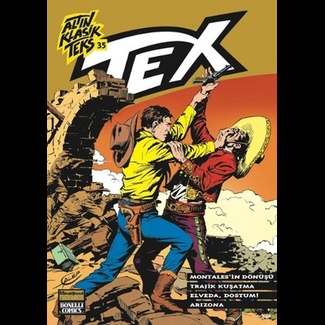 ALTIN
KLASİK
TEKS 35
TEX
MONTALES'İN DÖNÜŞÜ
TRAJİK KUŞATMA
ELVEDA, DOSTUM!
ARIZONA
BONELLI
COMICS